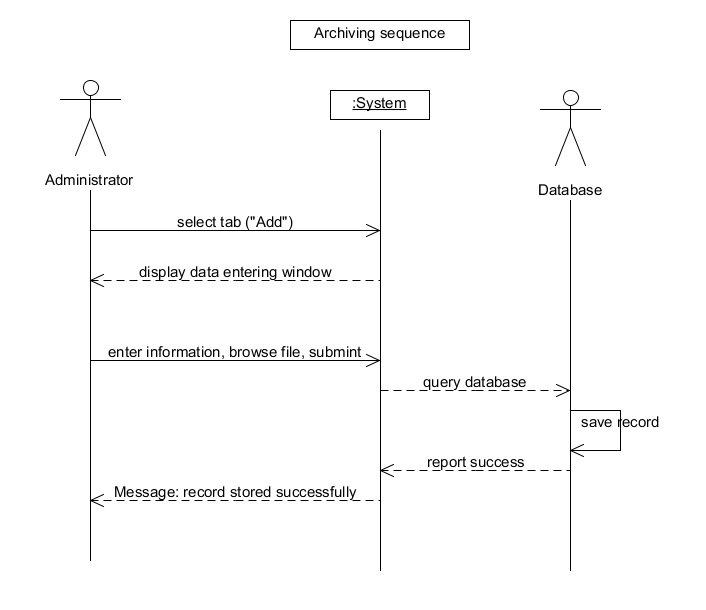 Archiving sequence
:System
Administrator
Database
select tab ("Add")
display data entering window
enter information, browse file, submint
query database
save record
report success
Message: record stored successfully